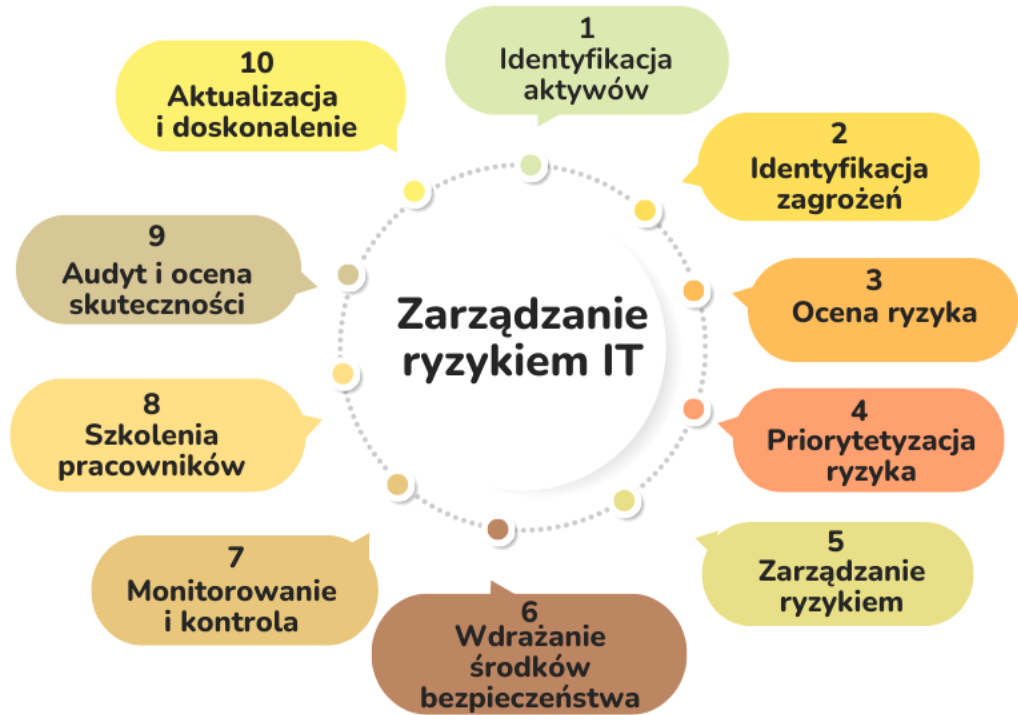 Zarządzanie
ryzykiem IT
1
Identyfikacja
aktywów
2
Identyfikacja
zagrożeń
3
Ocena ryzyka
4
Priorytetyzacja
ryzyka
5
Zarządzanie
ryzykiem
6
Wdrażanie
środków
bezpieczeństwa
7
Monitorowanie
i kontrola
8
Szkolenia
pracowników
9
Audyt i ocena
skuteczności
10
Aktualizacja
i doskonalenie